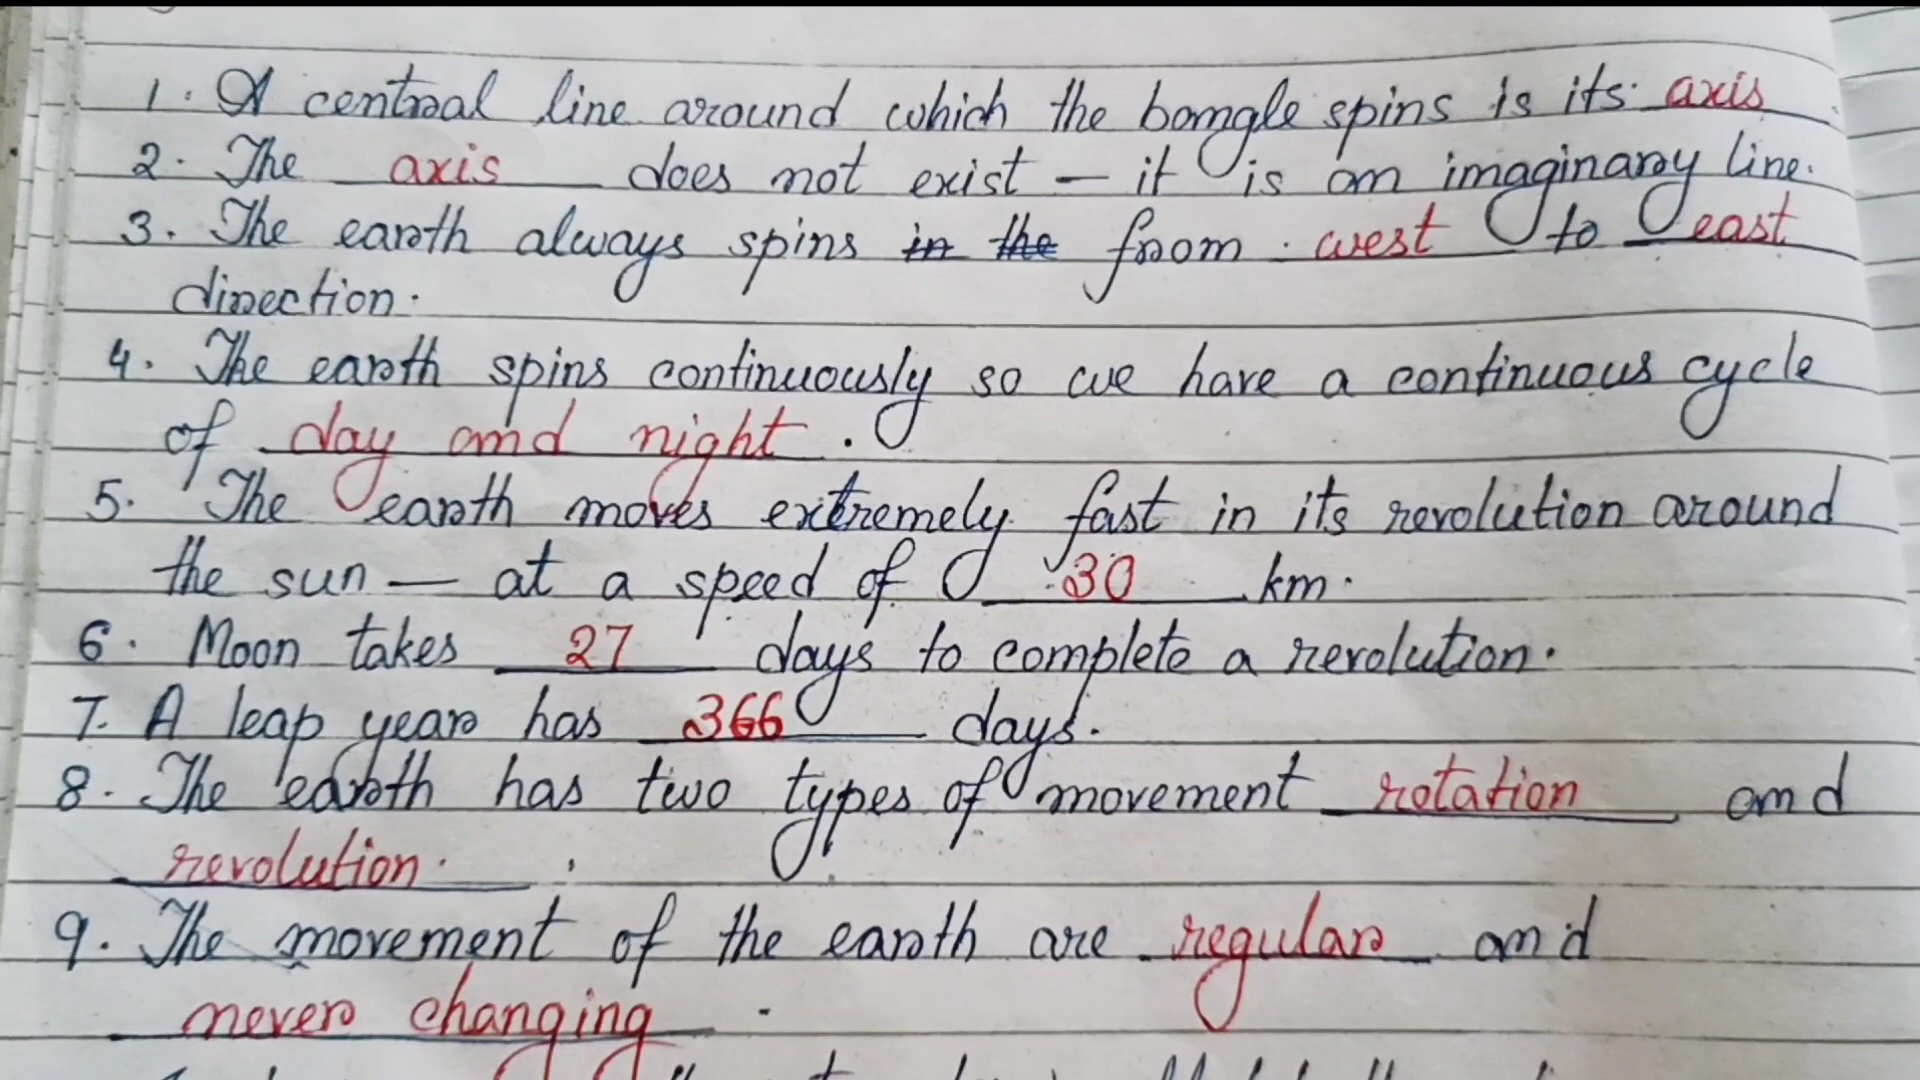 1. A central line around which the bangle spins is its axis
2. The axis does not exist — it is an imaginary line.
3. The earth always spins in the from west to east
direction.
4. The earth spins continuously so we have a continuous cycle
of day and night.
5. The earth moves extremely fast in its revolution around
the sun — at a speed of 30 km.
6. Moon takes 27 days to complete a revolution.
7. A leap year has 366 days.
8. The earth has two types of movement rotation and
revolution.
9. The movement of the earth are regular and
never changing.